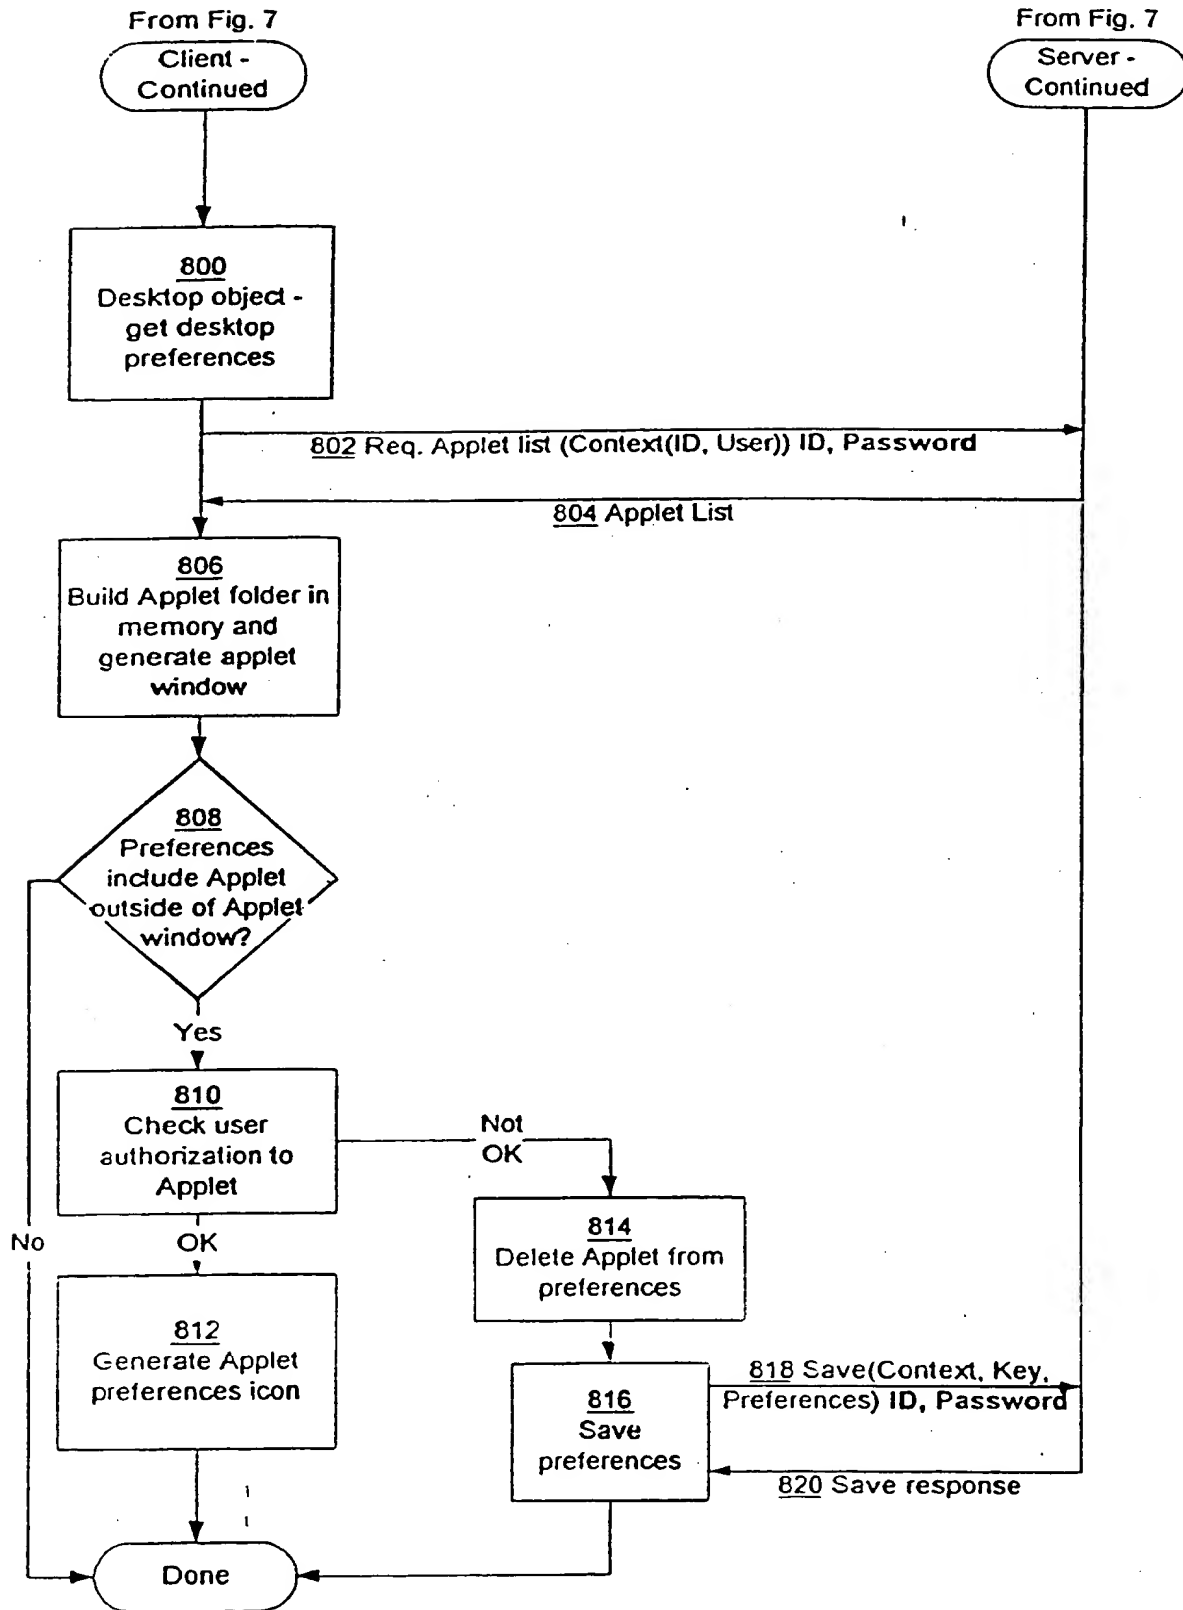 From Fig. 7
Client -
Continued
From Fig. 7
Server -
Continued
800
Desktop object -
get desktop
preferences
802 Req. Applet list (Context(ID, User)) ID, Password
804 Applet List
806
Build Applet folder in
memory and
generate applet
window
808
Preferences
include Applet
outside of Applet
window?
Yes
810
Check user
authorization to
Applet
Not
OK
No
OK
814
Delete Applet from
preferences
812
Generate Applet
preferences icon
816
Save
preferences
818 Save(Context, Key,
Preferences) ID, Password
820 Save response
Done